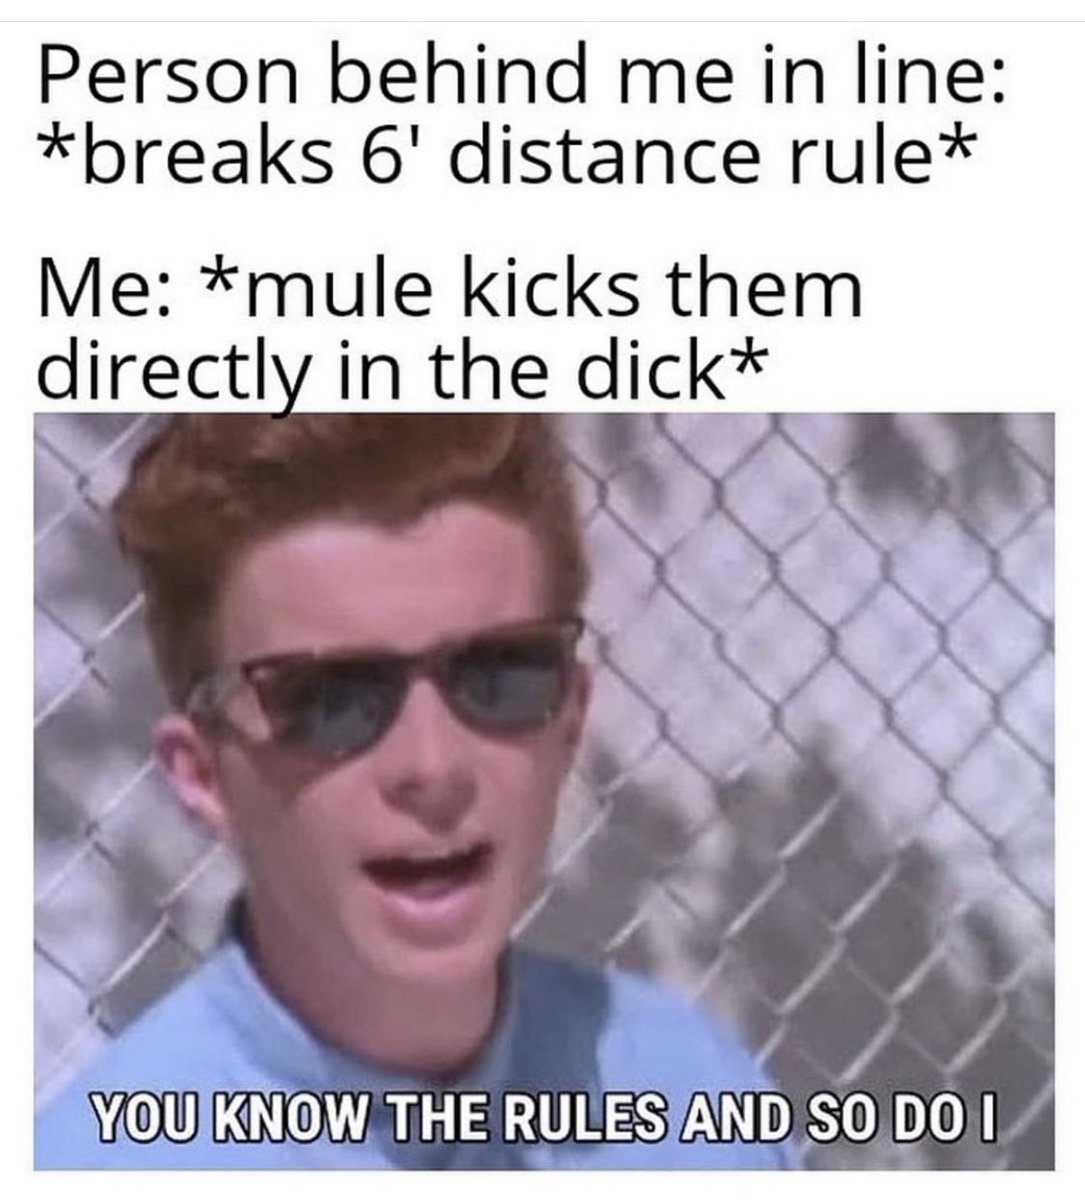 Person behind me in line:
*breaks 6' distance rule*
Me: *mule kicks them
directly in the dick*
YOU KNOW THE RULES AND SO DO I